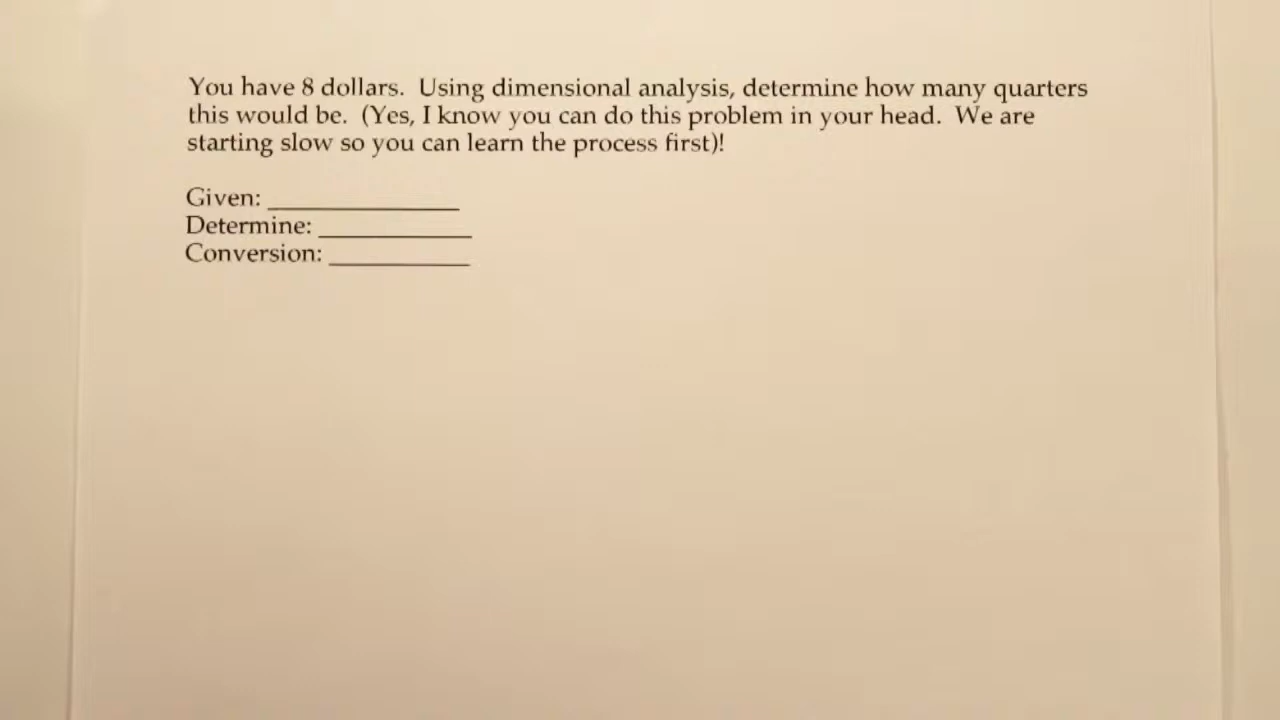 You have 8 dollars.  Using dimensional analysis, determine how many quarters
this would be.  (Yes, I know you can do this problem in your head.  We are
starting slow so you can learn the process first)!
Given: _______________
Determine: ____________
Conversion: ___________